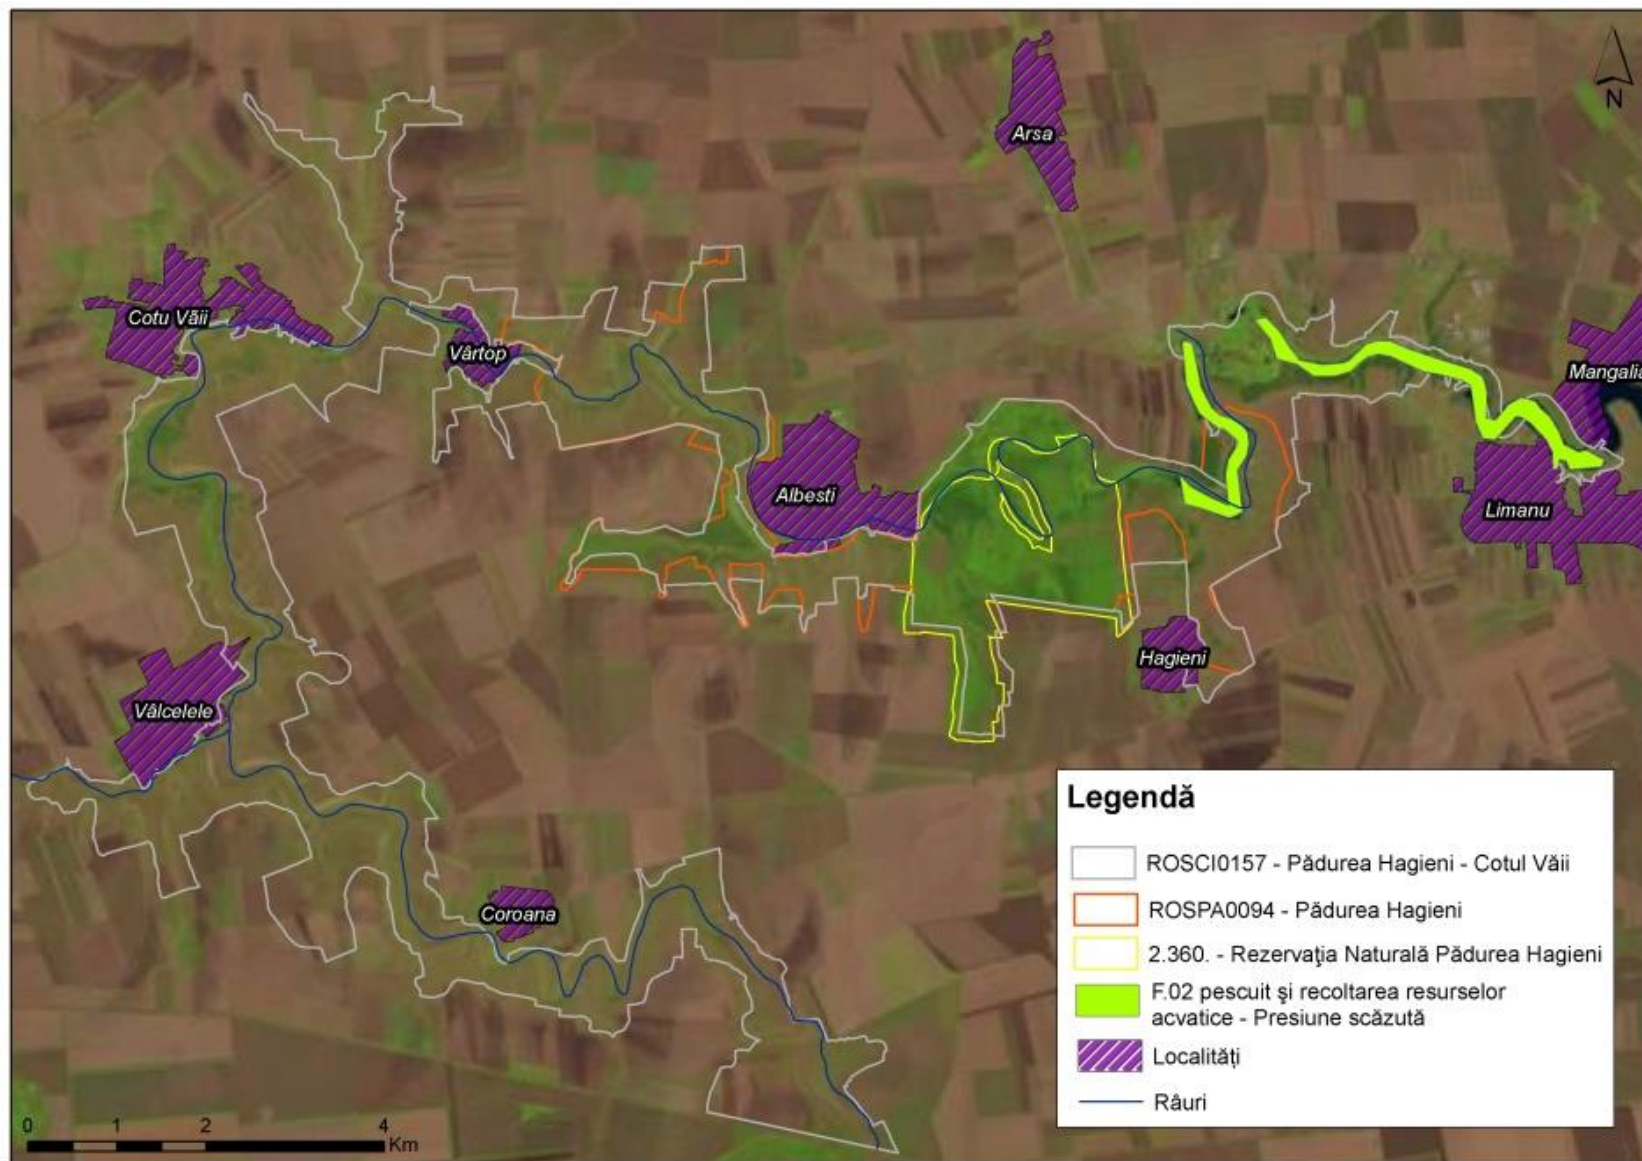 N
Arsa
Cotu Văii
Vârtop
Mangalia
Albesti
Limanu
Hagieni
Vâlcelele
Coroana
Legendă
ROSCI0157 - Pădurea Hagieni - Cotul Văii
ROSPA0094 - Pădurea Hagieni
2.360. - Rezervaţia Naturală Pădurea Hagieni
F.02 pescuit şi recoltarea resurselor
acvatice - Presiune scăzută
Localități
Râuri
0 1 2 4
Km